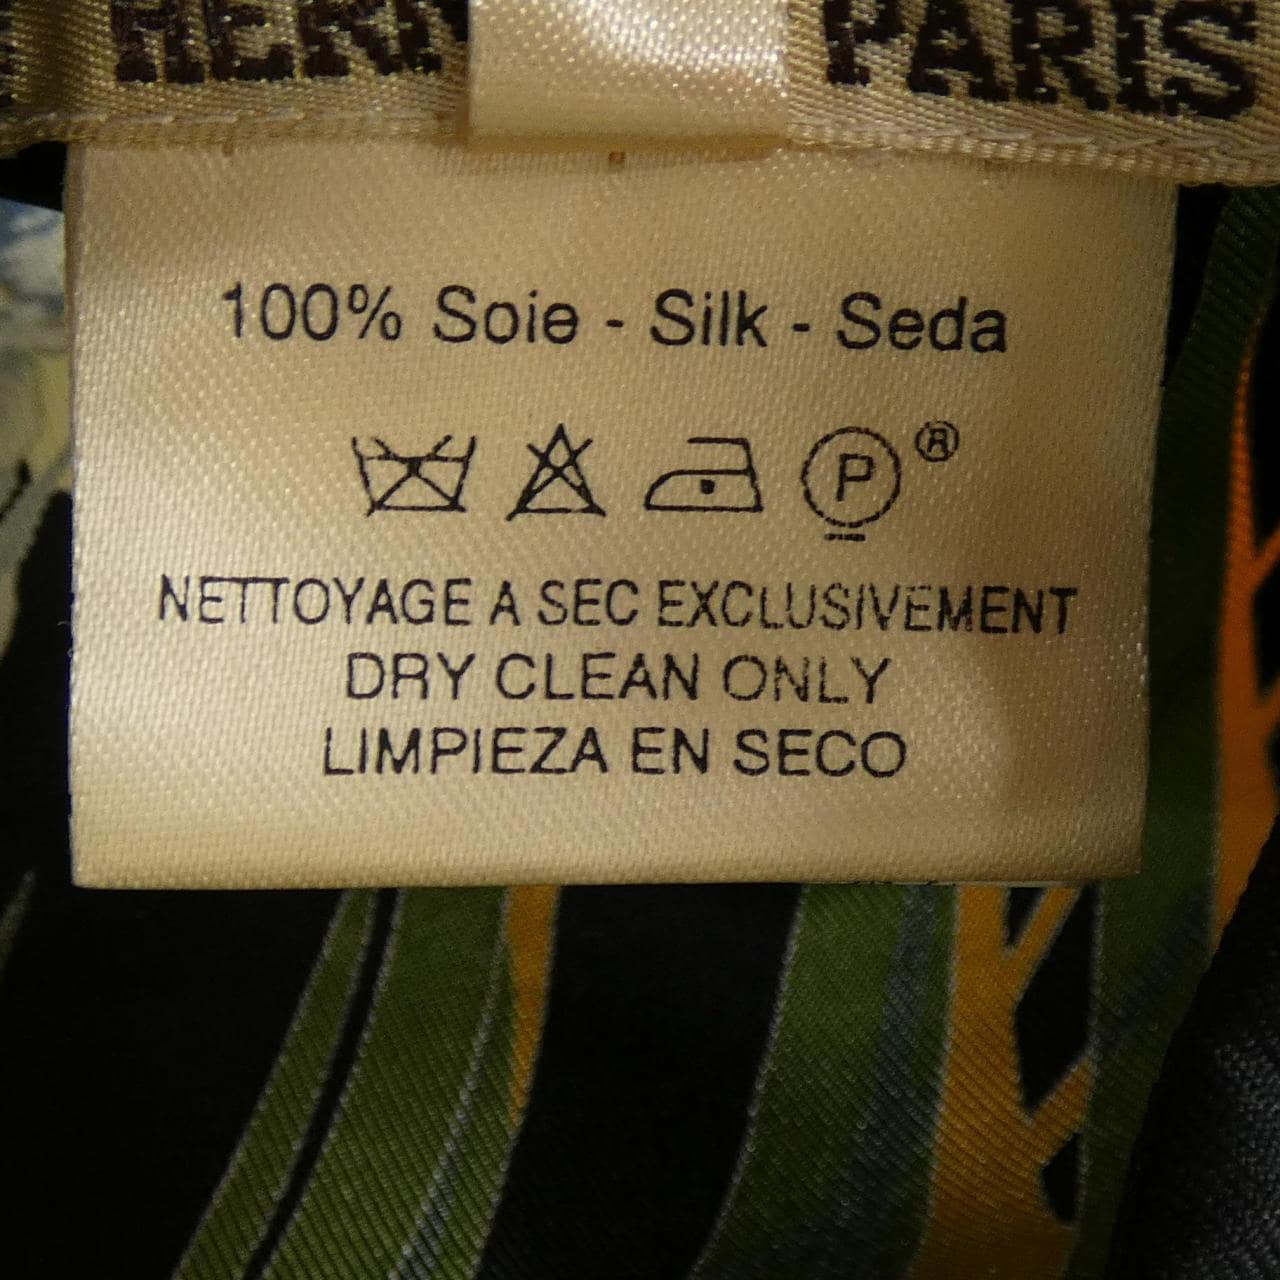 PARIS
100% Soie - Silk - Seda
P ®
NETTOYAGE A SEC EXCLUSIVEMENT
DRY CLEAN ONLY
LIMPIEZA EN SECO